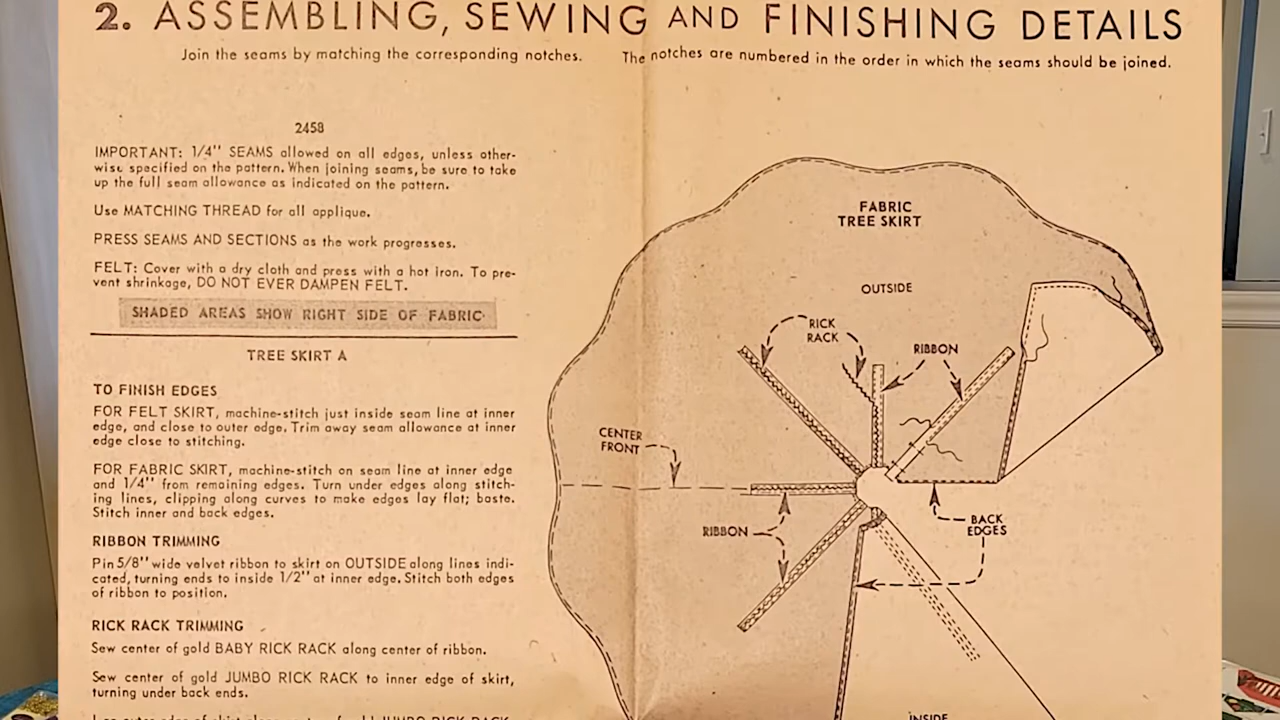 2. ASSEMBLING, SEWING AND FINISHING DETAILS
Join the seams by matching the corresponding notches. The notches are numbered in the order in which the seams should be joined.
2458
IMPORTANT: 1/4" SEAMS allowed on all edges, unless other-
wise specified on the pattern. When joining seams, be sure to take
up the full seam allowance as indicated on the pattern.
Use MATCHING THREAD for all applique.
PRESS SEAMS AND SECTIONS as the work progresses.
FELT: Cover with a dry cloth and press with a hot iron. To pre-
vent shrinkage, DO NOT EVER DAMPEN FELT.
SHADED AREAS SHOW RIGHT SIDE OF FABRIC
TREE SKIRT A
TO FINISH EDGES
FOR FELT SKIRT, machine-stitch just inside seam line at inner
edge, and close to outer edge. Trim away seam allowance at inner
edge close to stitching.
FOR FABRIC SKIRT, machine-stitch on seam line at inner edge
and 1/4" from remaining edges. Turn under edges along stitch-
ing lines, clipping along curves to make edges lay flat; baste.
Stitch inner and back edges.
RIBBON TRIMMING
Pin 5/8" wide velvet ribbon to skirt on OUTSIDE along lines indi-
cated, turning ends to inside 1/2" at inner edge. Stitch both edges
of ribbon to position.
RICK RACK TRIMMING
Sew center of gold BABY RICK RACK along center of ribbon.
Sew center of gold JUMBO RICK RACK to inner edge of skirt,
turning under back ends.
FABRIC
TREE SKIRT
OUTSIDE
RICK
RACK
RIBBON
CENTER
FRONT
RIBBON
BACK
EDGES
INSIDE